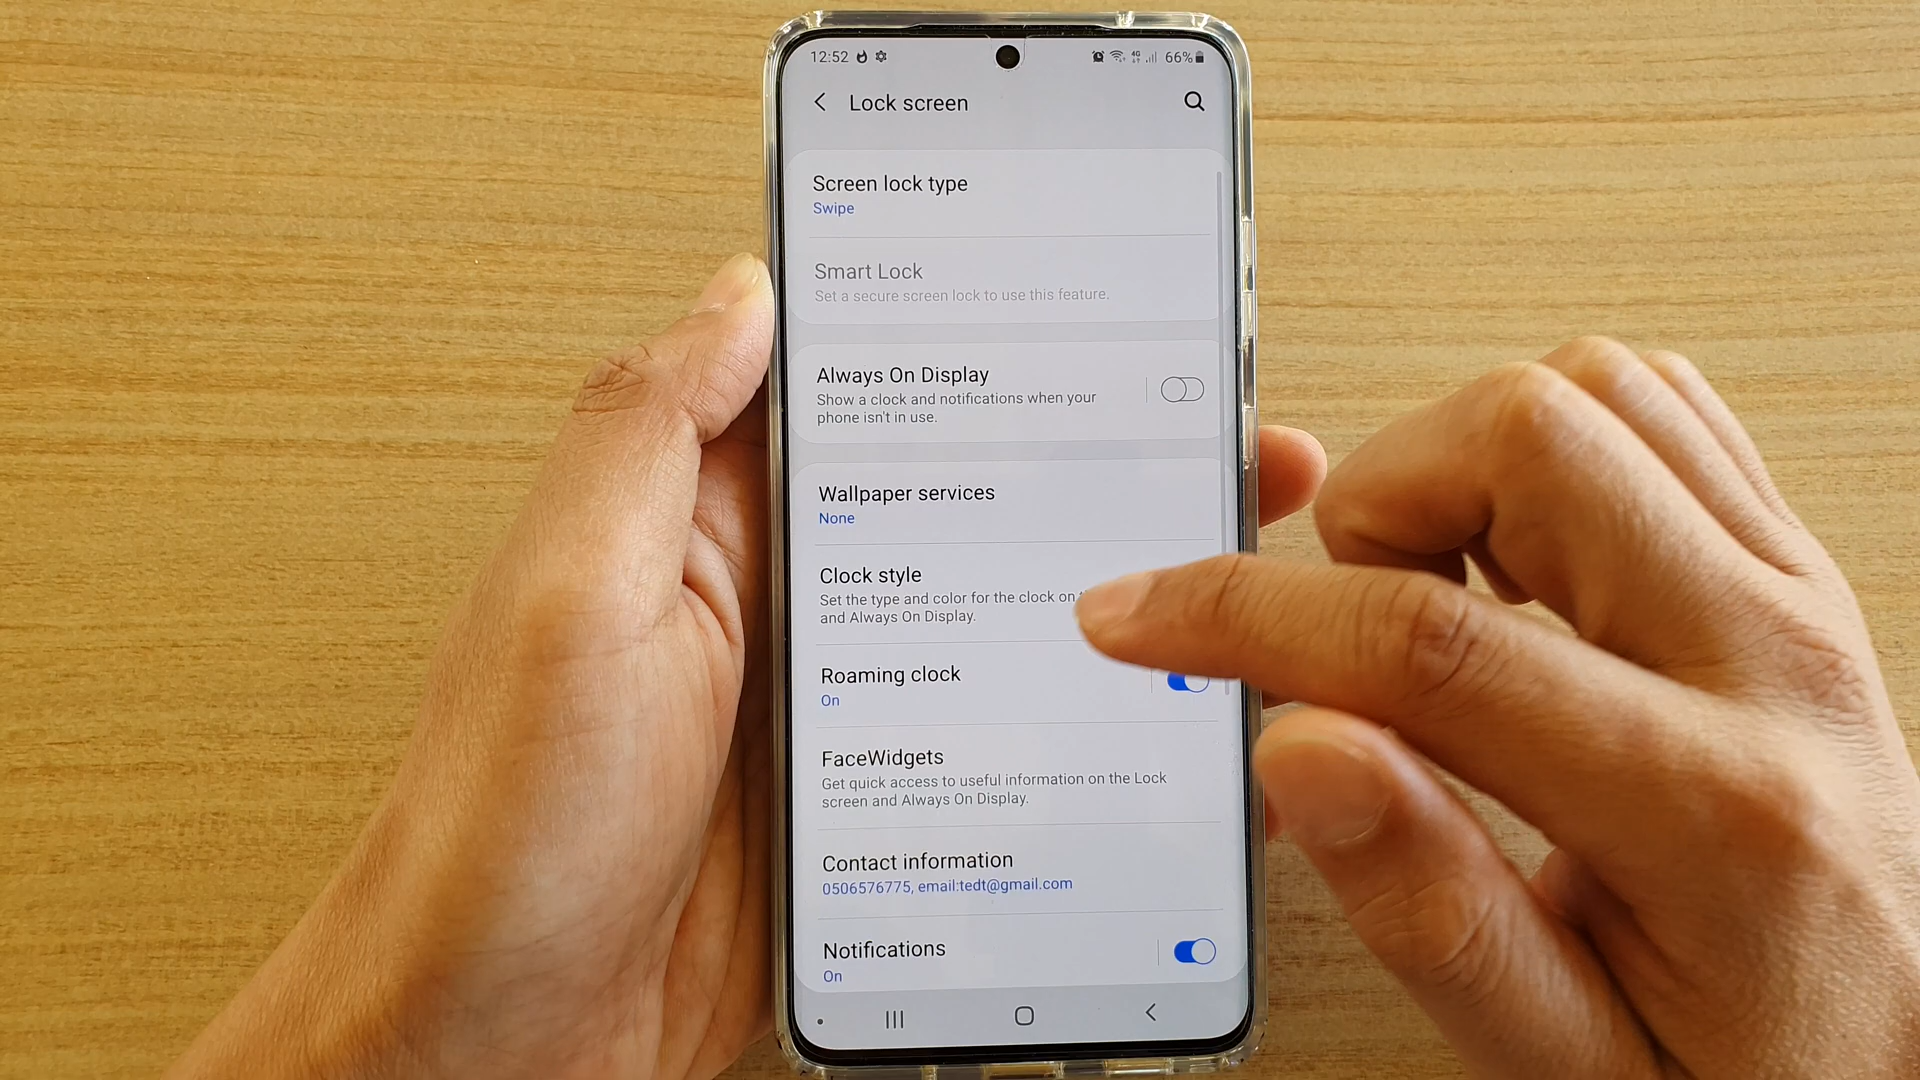 12:52 4G 66%
Lock screen
Screen lock type
Swipe
Smart Lock
Set a secure screen lock to use this feature.
Always On Display
Show a clock and notifications when your
phone isn't in use.
Wallpaper services
None
Clock style
Set the type and color for the clock on
and Always On Display.
Roaming clock
On
FaceWidgets
Get quick access to useful information on the Lock
screen and Always On Display.
Contact information
0506576775, email:tedt@gmail.com
Notifications
On